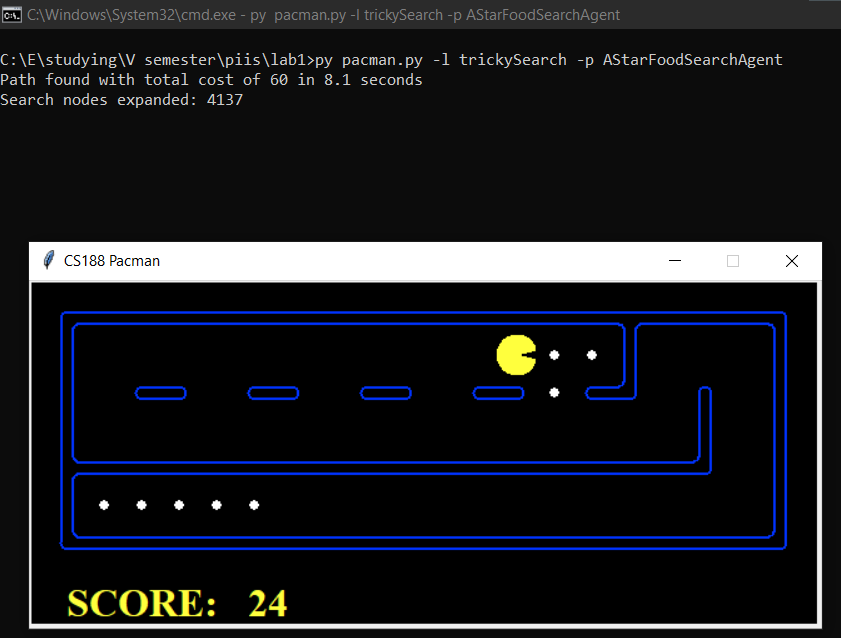 C:\Windows\System32\cmd.exe - py  pacman.py -l trickySearch -p AStarFoodSearchAgent
C:\E\studying\V semester\piis\lab1>py pacman.py -l trickySearch -p AStarFoodSearchAgent
Path found with total cost of 60 in 8.1 seconds
Search nodes expanded: 4137
CS188 Pacman
SCORE: 24